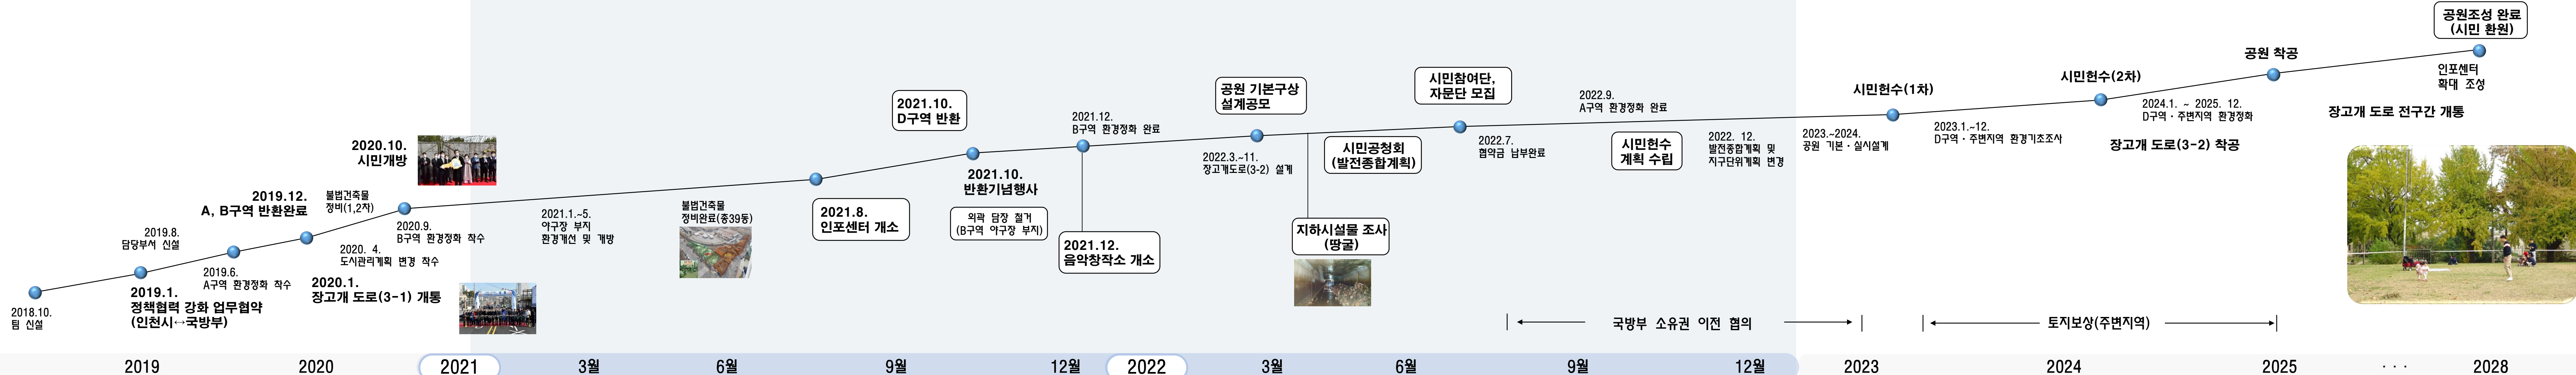 2018.10.
팀 신설
2019.8.
담당부서 신설
2019.1.
정책협력 강화 업무협약
(인천시↔국방부)
2019.6.
A구역 환경정화 착수
2019.12.
A, B구역 반환완료
2020.1.
장고개 도로(3-1) 개통
불법건축물
정비(1,2차)
2020. 4.
도시관리계획 변경 착수
2020.10.
시민개방
2020.9.
B구역 환경정화 착수
2021.1.~5.
야구장 부지
환경개선 및 개방
불법건축물
정비완료(총39동)
2021.8.
인포센터 개소
2021.10.
D구역 반환
2021.10.
반환기념행사
외곽 담장 철거
(B구역 야구장 부지)
2021.12.
B구역 환경정화 완료
2021.12.
음악창작소 개소
공원 기본구상
설계공모
2022.3.~11.
장고개도로(3-2) 설계
지하시설물 조사
(땅굴)
시민공청회
(발전종합계획)
시민참여단,
자문단 모집
2022.7.
협약금 납부완료
2022.9.
A구역 환경정화 완료
시민헌수
계획 수립
2022. 12.
발전종합계획 및
지구단위계획 변경
2023.~2024.
공원 기본·실시설계
시민헌수(1차)
2023.1.~12.
D구역·주변지역 환경기초조사
시민헌수(2차)
2024.1. ~ 2025. 12.
D구역·주변지역 환경정화
장고개 도로(3-2) 착공
공원 착공
장고개 도로 전구간 개통
공원조성 완료
(시민 환원)
인포센터
확대 조성
국방부 소유권 이전 협의
토지보상(주변지역)
2019
2020
2021
3월
6월
9월
12월
2022
3월
6월
9월
12월
2023
2024
2025
· · ·
2028